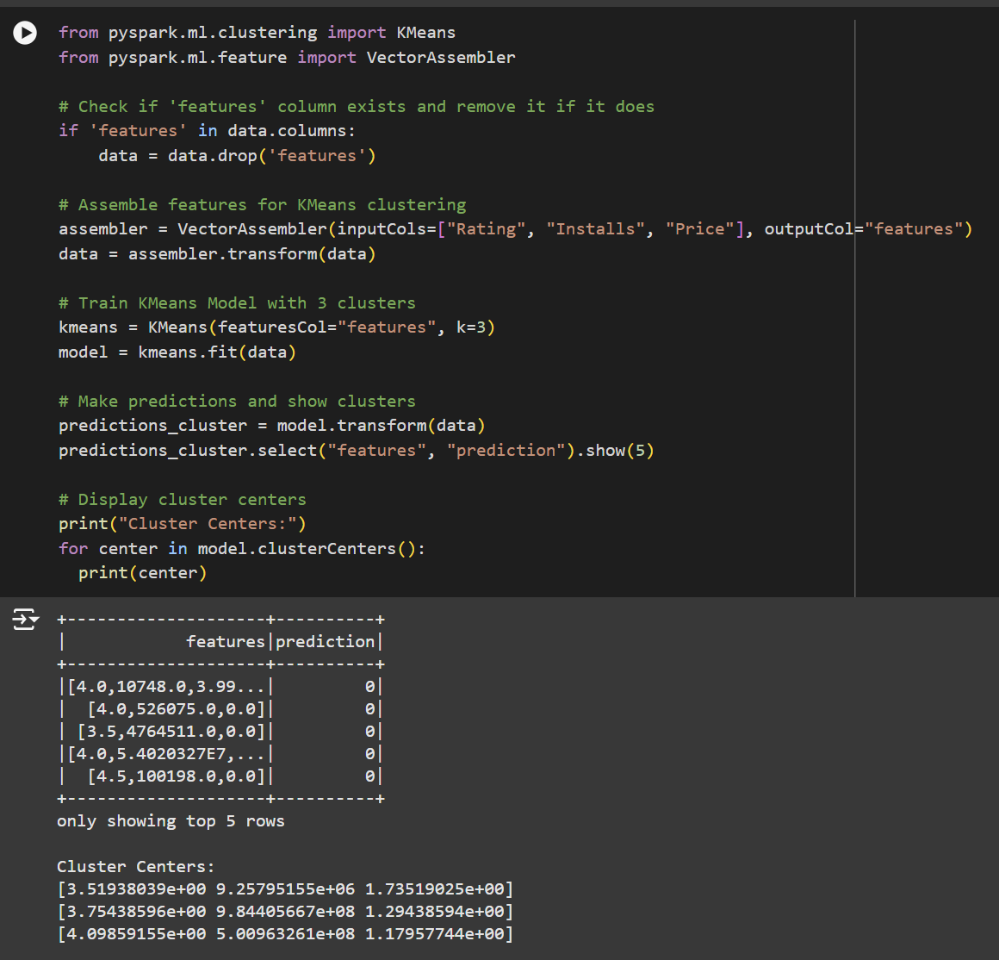 from pyspark.ml.clustering import KMeans
from pyspark.ml.feature import VectorAssembler
# Check if 'features' column exists and remove it if it does
if 'features' in data.columns:
    data = data.drop('features')
# Assemble features for KMeans clustering
assembler = VectorAssembler(inputCols=["Rating", "Installs", "Price"], outputCol="features")
data = assembler.transform(data)
# Train KMeans Model with 3 clusters
kmeans = KMeans(featuresCol="features", k=3)
model = kmeans.fit(data)
# Make predictions and show clusters
predictions_cluster = model.transform(data)
predictions_cluster.select("features", "prediction").show(5)
# Display cluster centers
print("Cluster Centers:")
for center in model.clusterCenters():
  print(center)
+--------------------+----------+
|            features|prediction|
+--------------------+----------+
|[4.0,10748.0,3.99...|         0|
|  [4.0,526075.0,0.0]|         0|
| [3.5,4764511.0,0.0]|         0|
|[4.0,5.4020327E7,...|         0|
|  [4.5,100198.0,0.0]|         0|
+--------------------+----------+
only showing top 5 rows
Cluster Centers:
[3.51938039e+00 9.25795155e+06 1.73519025e+00]
[3.75438596e+00 9.84405667e+08 1.29438594e+00]
[4.09859155e+00 5.00963261e+08 1.17957744e+00]